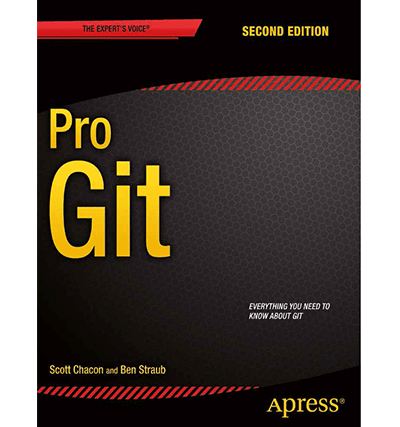 THE EXPERT'S VOICE®
SECOND EDITION
Pro
Git
EVERYTHING YOU NEED TO
KNOW ABOUT GIT
Scott Chacon and Ben Straub
Apress®